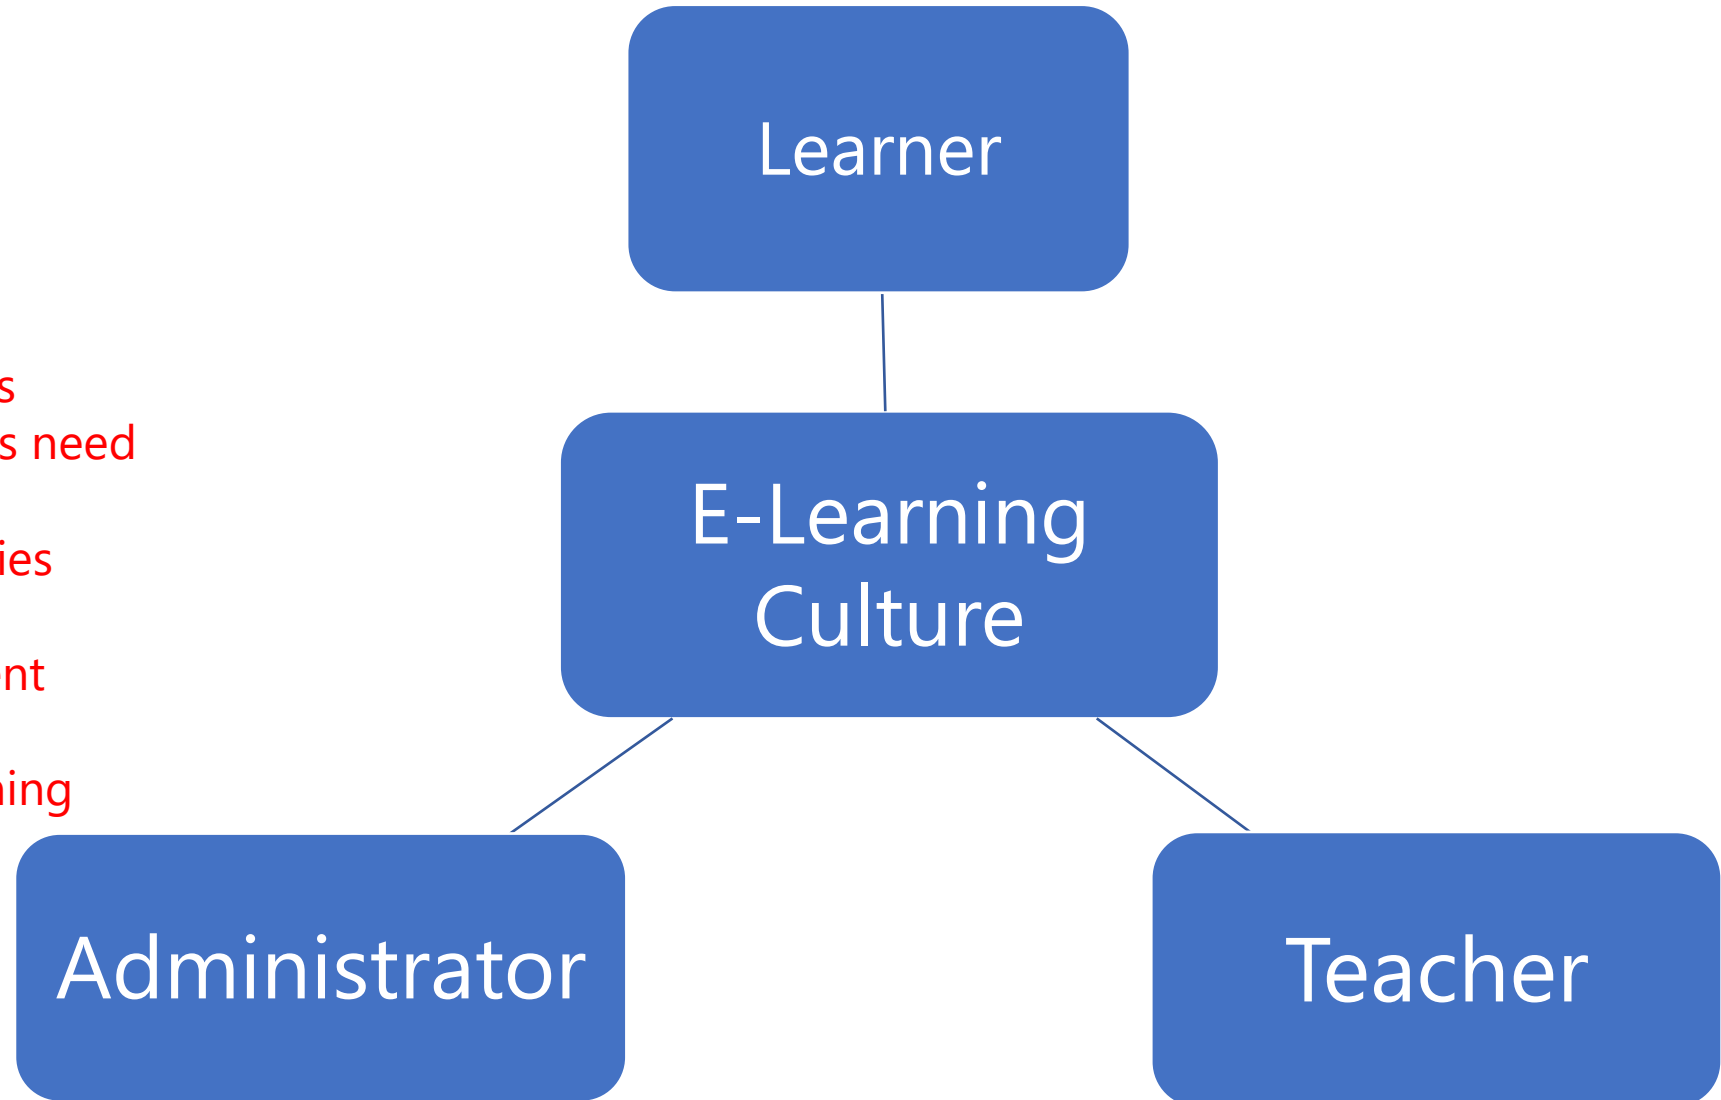 Learner
s
s need
E-Learning
Culture
ies
nt
ing
Administrator
Teacher